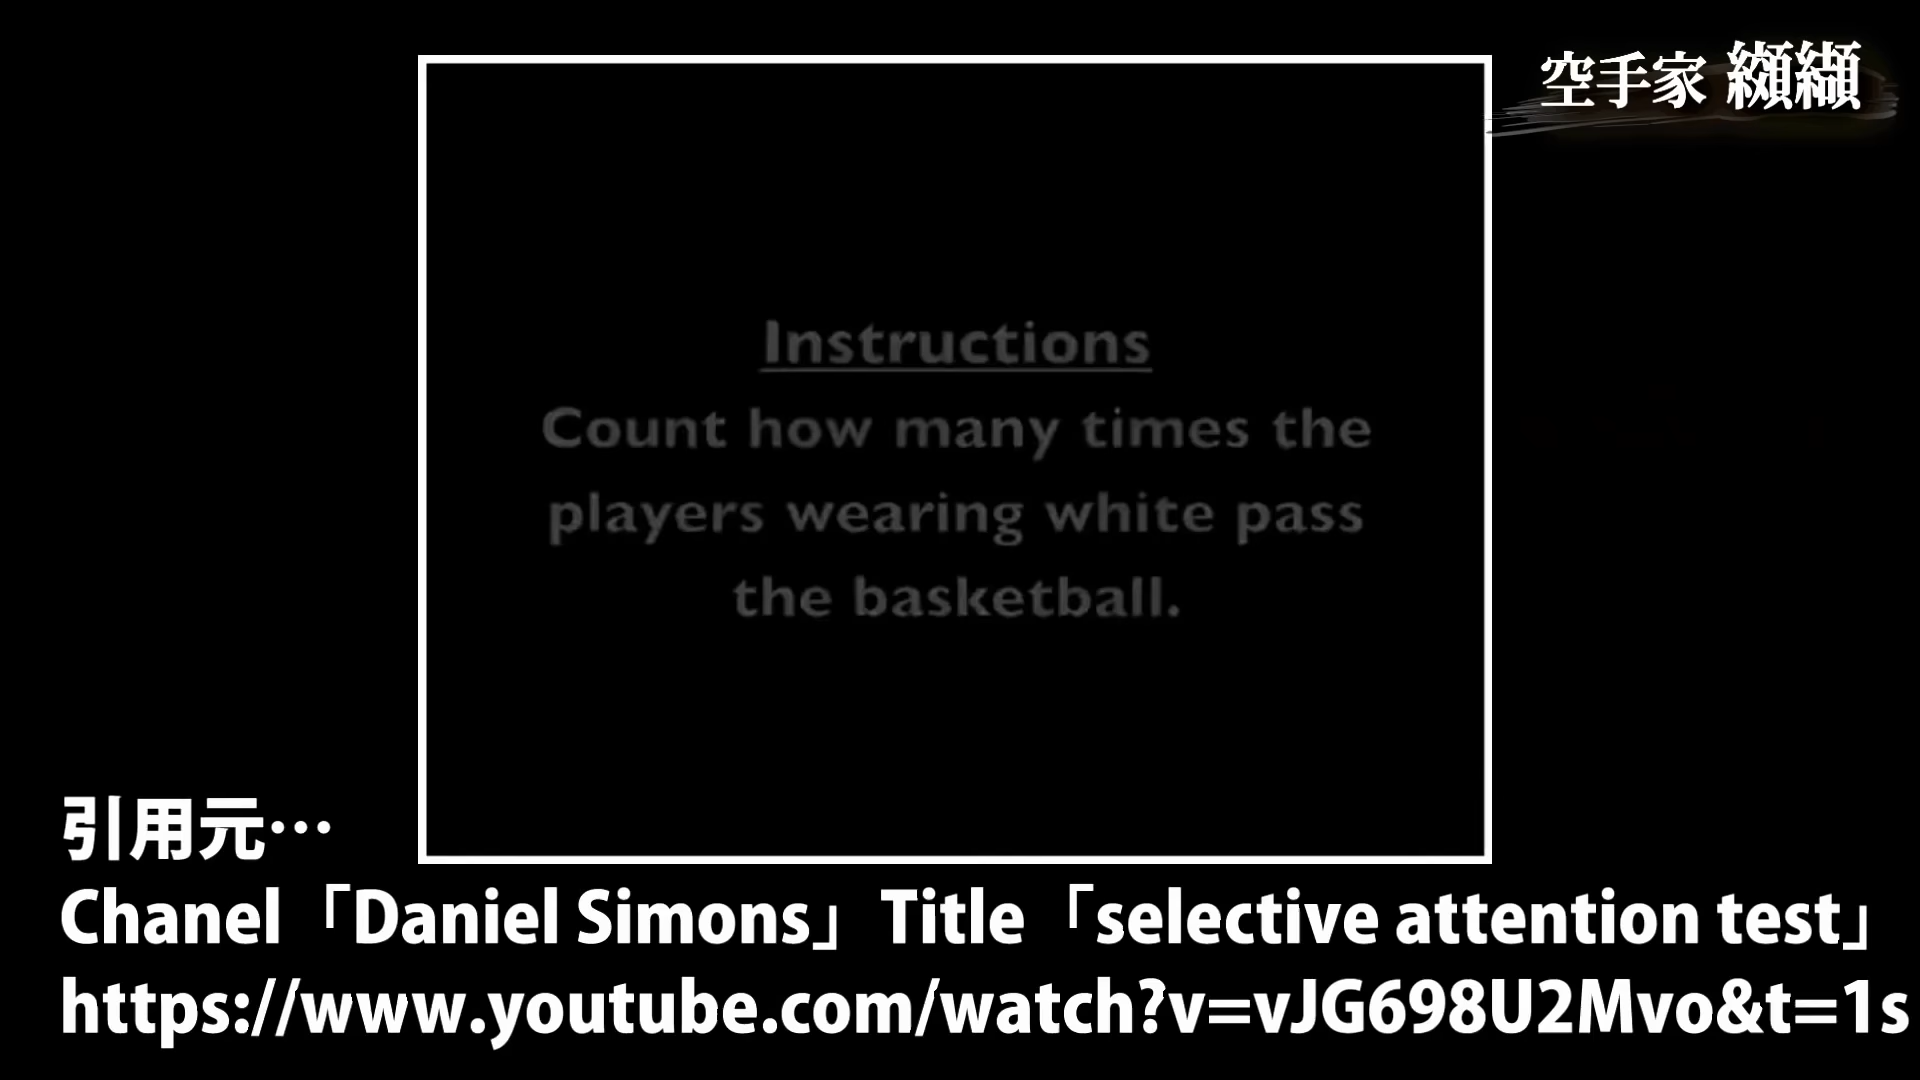 空手家 纐纈
Instructions
Count how many times the
players wearing white pass
the basketball.
引用元…
Chanel「Daniel Simons」Title「selective attention test」
https://www.youtube.com/watch?v=vJG698U2Mvo&t=1s